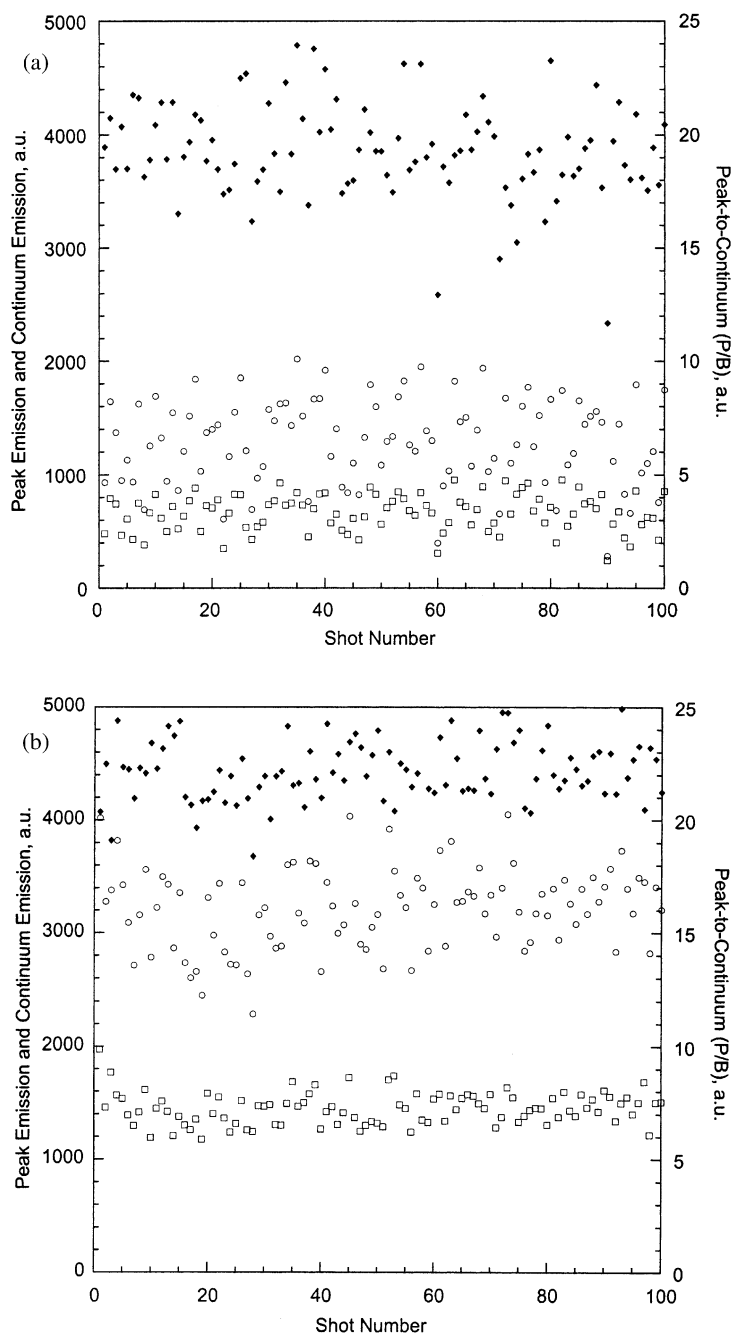 (a)
Peak Emission and Continuum Emission, a.u.
5000
4000
3000
2000
1000
0
25
20
15
10
5
0
Peak-to-Continuum (P/B), a.u.
0 20 40 60 80 100
Shot Number
(b)
Peak Emission and Continuum Emission, a.u.
5000
4000
3000
2000
1000
0
25
20
15
10
5
0
Peak-to-Continuum (P/B), a.u.
0 20 40 60 80 100
Shot Number